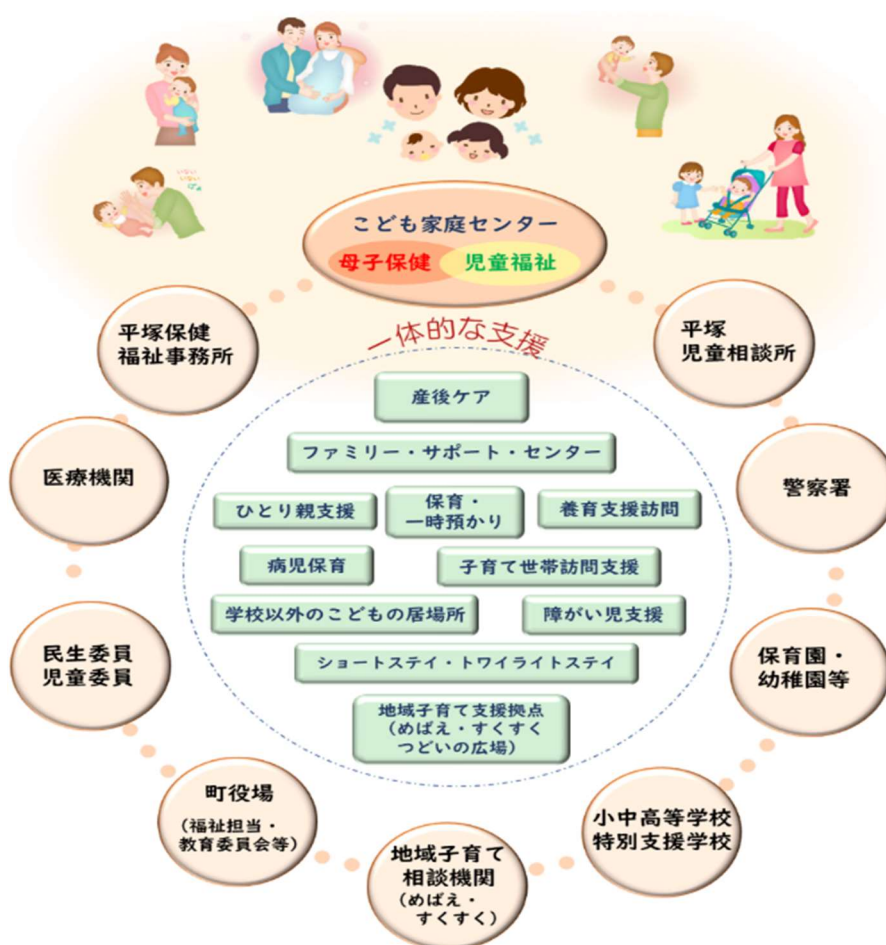 いない
いない
ばぁ
こども家庭センター
母子保健
児童福祉
一体的な支援
平塚保健
福祉事務所
平塚
児童相談所
産後ケア
医療機関
ファミリー・サポート・センター
警察署
ひとり親支援
保育・
一時預かり
養育支援訪問
病児保育
子育て世帯訪問支援
学校以外のこどもの居場所
障がい児支援
民生委員
児童委員
保育園・
幼稚園等
ショートステイ・トワイライトステイ
地域子育て支援拠点
(めばえ・すくすく
つどいの広場)
町役場
(福祉担当・
教育委員会等)
小中高等学校
特別支援学校
地域子育て
相談機関
(めばえ・
すくすく)